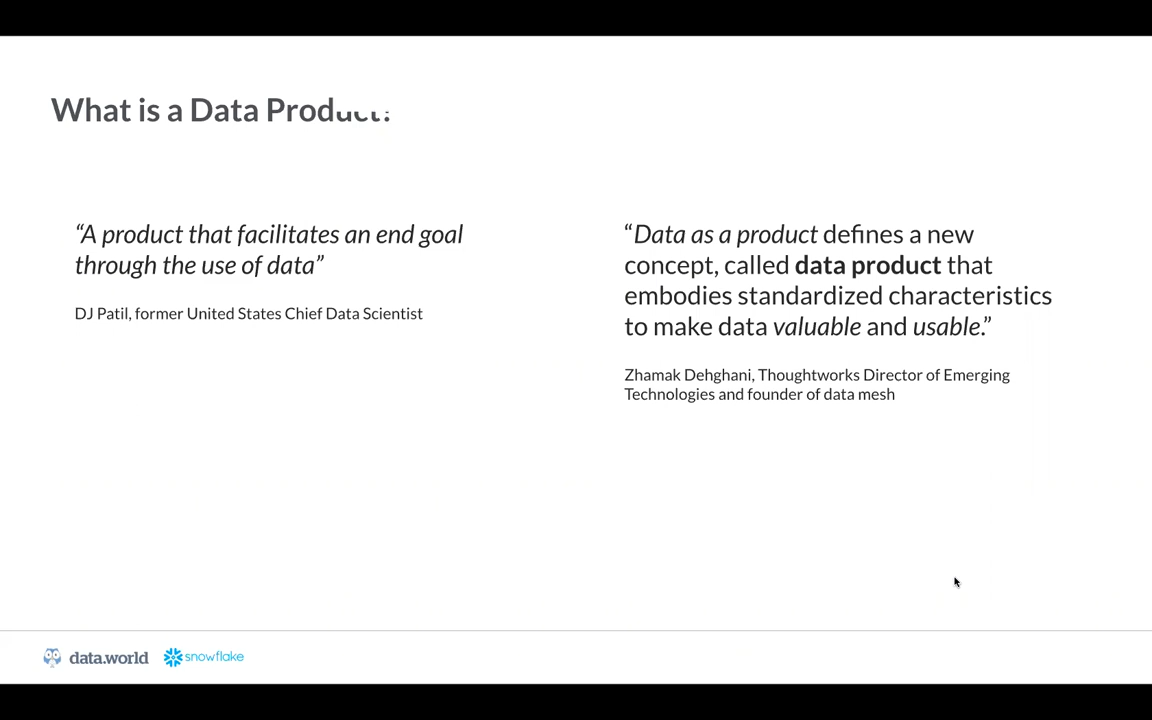 What is a Data Product?
“A product that facilitates an end goal
through the use of data”
DJ Patil, former United States Chief Data Scientist
“Data as a product defines a new
concept, called data product that
embodies standardized characteristics
to make data valuable and usable.”
Zhamak Dehghani, Thoughtworks Director of Emerging
Technologies and founder of data mesh
data.world
snowflake